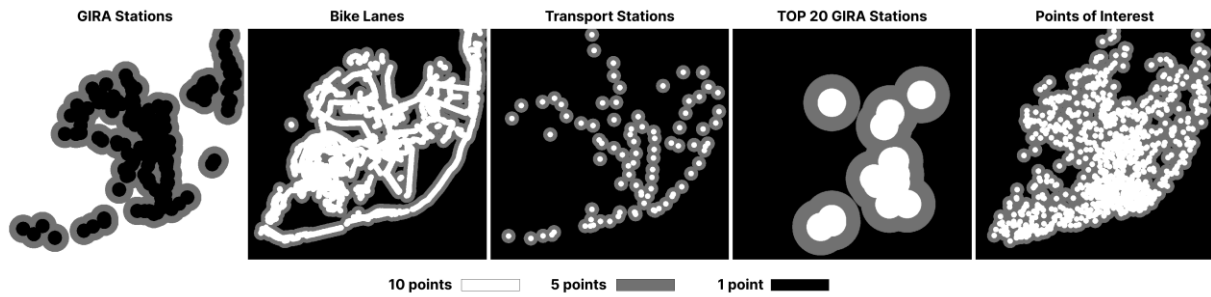 GIRA Stations
Bike Lanes
Transport Stations
TOP 20 GIRA Stations
Points of Interest
10 points
5 points
1 point